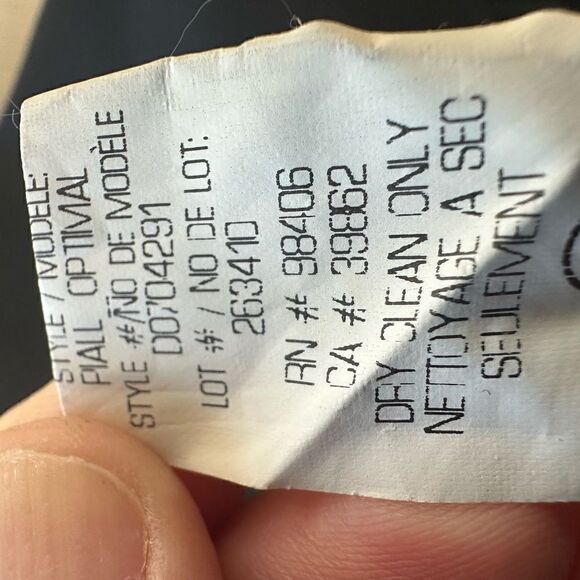 STYLE / MODELE:
PIALL OPTIMAL
STYLE #/NO DE MODÈLE
D0704291
LOT # / NO DE LOT:
263410
RN # 98406
CA # 39862
DRY CLEAN ONLY
NETTOYAGE A SEC
SEULEMENT